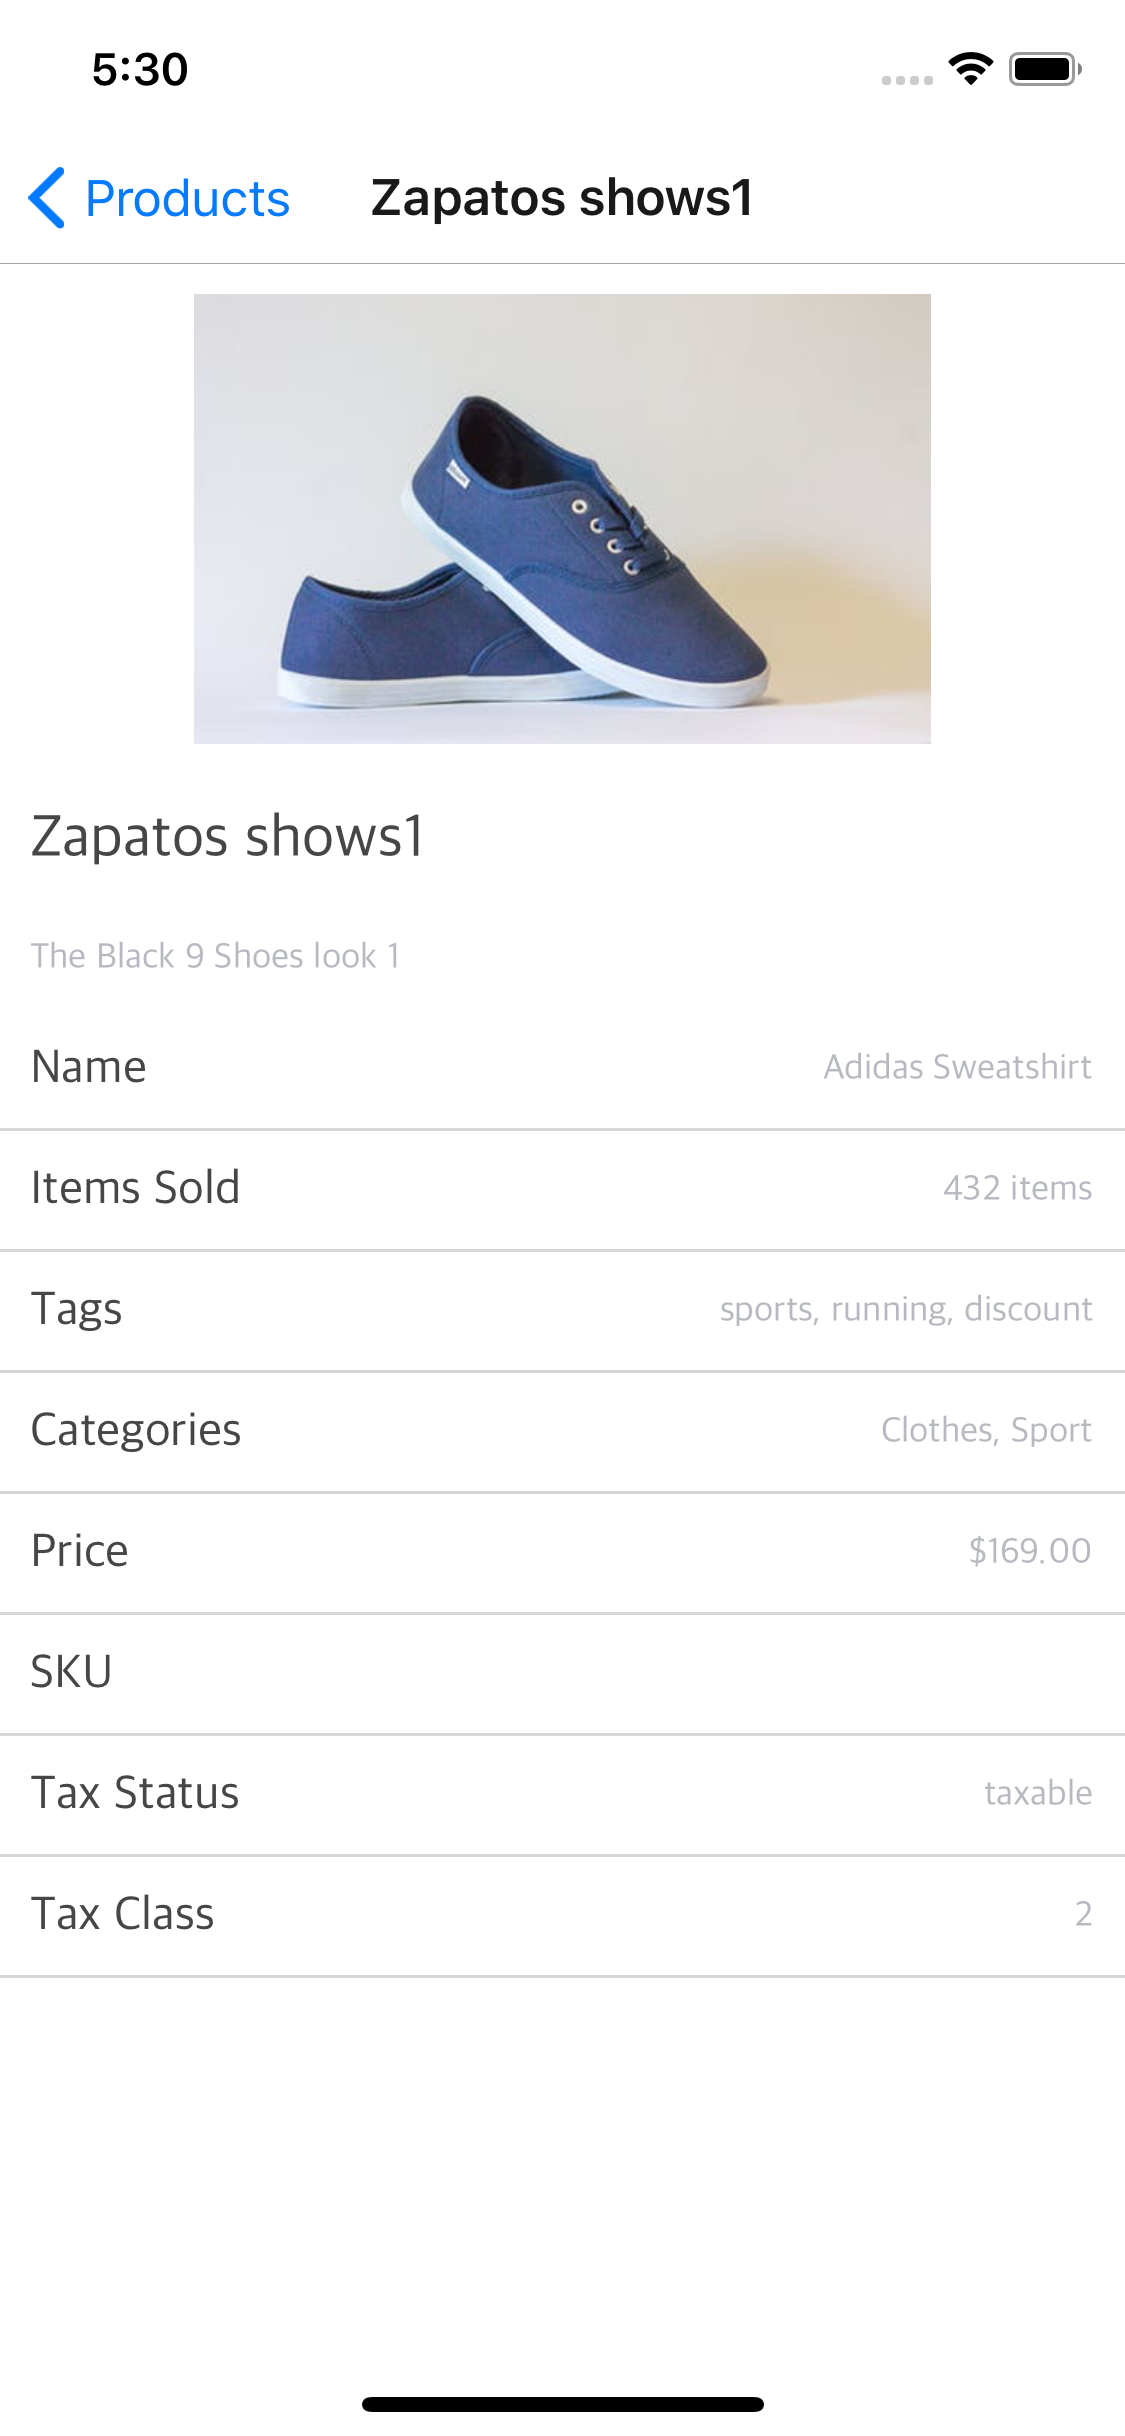 5:30
Products
Zapatos shows1
Zapatos shows1
The Black 9 Shoes look 1
Name
Adidas Sweatshirt
Items Sold
432 items
Tags
sports, running, discount
Categories
Clothes, Sport
Price
$169.00
SKU
Tax Status
taxable
Tax Class
2